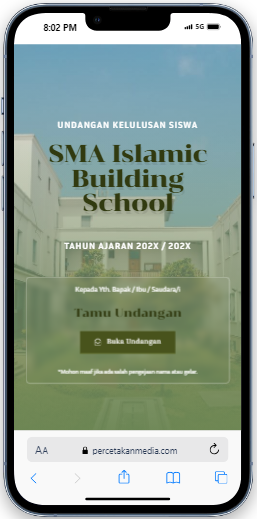 8:02 PM
5G
UNDANGAN KELULUSAN SISWA
SMA Islamic
Building
School
TAHUN AJARAN 202X / 202X
Kepada Yth. Bapak / Ibu / Saudara/i
Tamu Undangan
Buka Undangan
*Mohon maaf jika ada salah pengejaan nama atau gelar.
AA
percetakanmedia.com